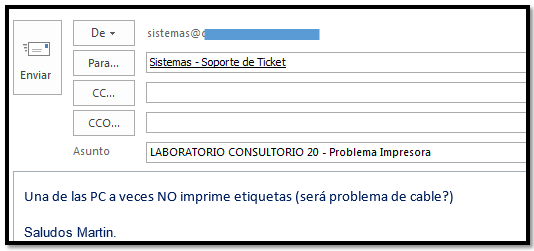 De
sistemas@c
Enviar
Para...
Sistemas - Soporte de Ticket
CC...
CCO...
Asunto
LABORATORIO CONSULTORIO 20 - Problema Impresora
Una de las PC a veces NO imprime etiquetas (será problema de cable?)
Saludos Martin.